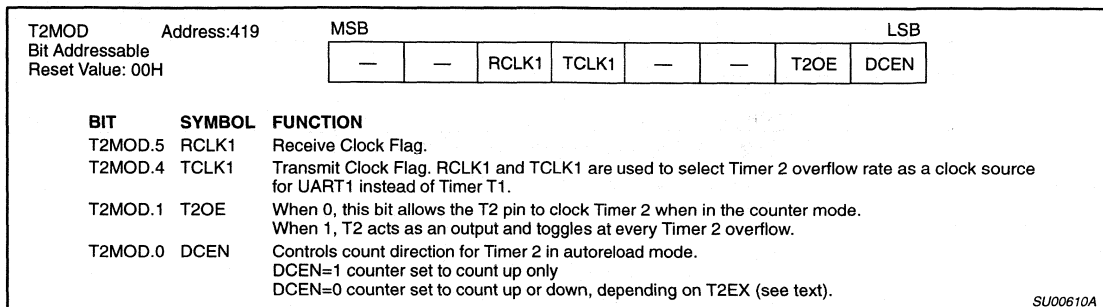 T2MOD Address:419 MSB LSB
Bit Addressable
Reset Value: 00H
— — RCLK1 TCLK1 — — T2OE DCEN
BIT SYMBOL FUNCTION
T2MOD.5 RCLK1 Receive Clock Flag.
T2MOD.4 TCLK1 Transmit Clock Flag. RCLK1 and TCLK1 are used to select Timer 2 overflow rate as a clock source
for UART1 instead of Timer T1.
T2MOD.1 T2OE When 0, this bit allows the T2 pin to clock Timer 2 when in the counter mode.
When 1, T2 acts as an output and toggles at every Timer 2 overflow.
T2MOD.0 DCEN Controls count direction for Timer 2 in autoreload mode.
DCEN=1 counter set to count up only
DCEN=0 counter set to count up or down, depending on T2EX (see text).
SU00610A